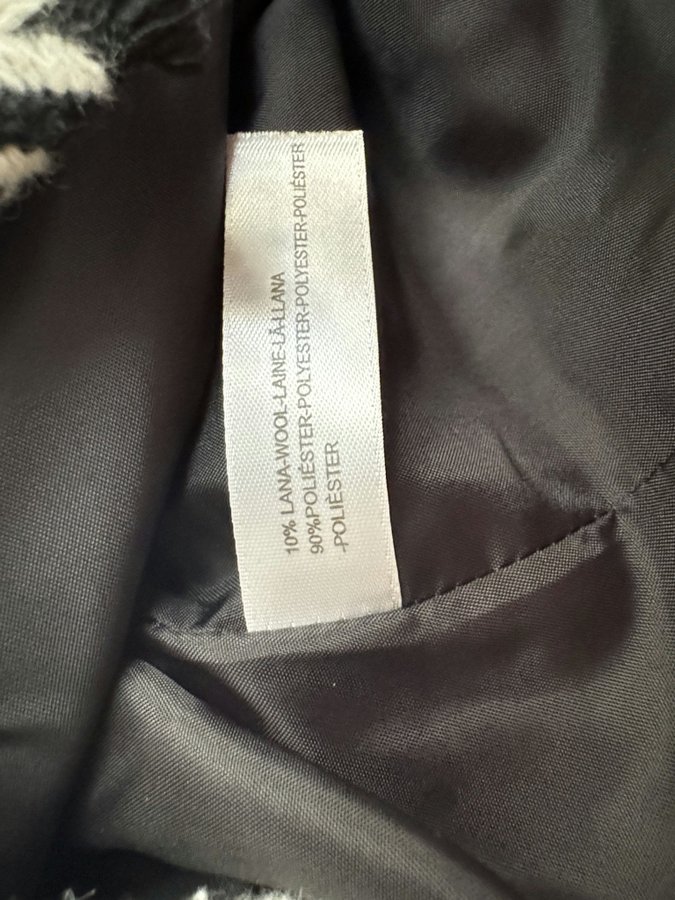 10% LANA-WOOL-LAINE-LÃ-LLANA
90%POLIÉSTER-POLYESTER-POLYESTER-POLIÉSTER
-POLIÈSTER